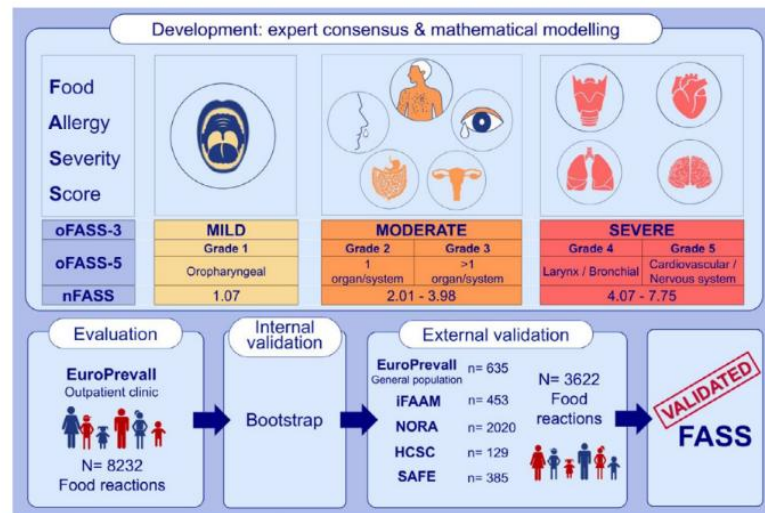 Development: expert consensus & mathematical modelling
Food
Allergy
Severity
Score
oFASS-3
MILD
MODERATE
SEVERE
oFASS-5
Grade 1
Grade 2
Grade 3
Grade 4
Grade 5
Oropharyngeal
1
organ/system
>1
organ/system
Larynx / Bronchial
Cardiovascular /
Nervous system
nFASS
1.07
2.01 - 3.98
4.07 - 7.75
Evaluation
EuroPrevall
Outpatient clinic
N= 8232
Food reactions
Internal
validation
Bootstrap
External validation
EuroPrevall n= 635
General population
iFAAM n= 453
NORA n= 2020
HCSC n= 129
SAFE n= 385
N= 3622
Food
reactions
VALIDATED
FASS